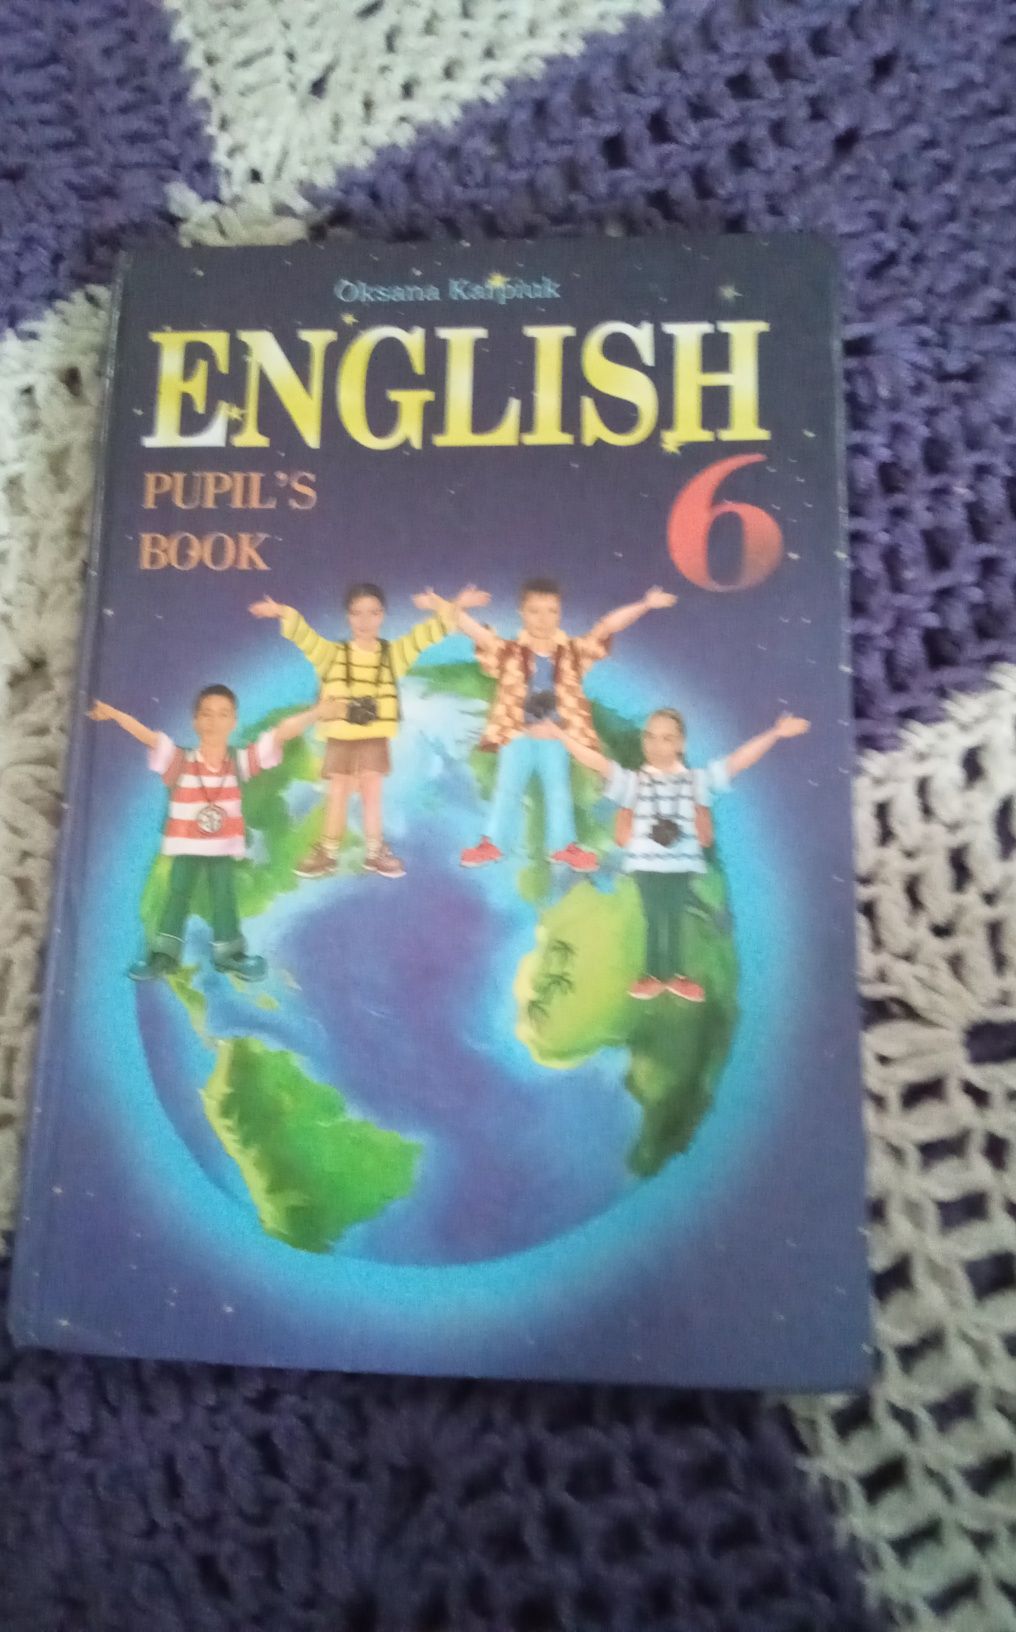 Oksana Karpiuk
ENGLISH
PUPIL'S
BOOK
6